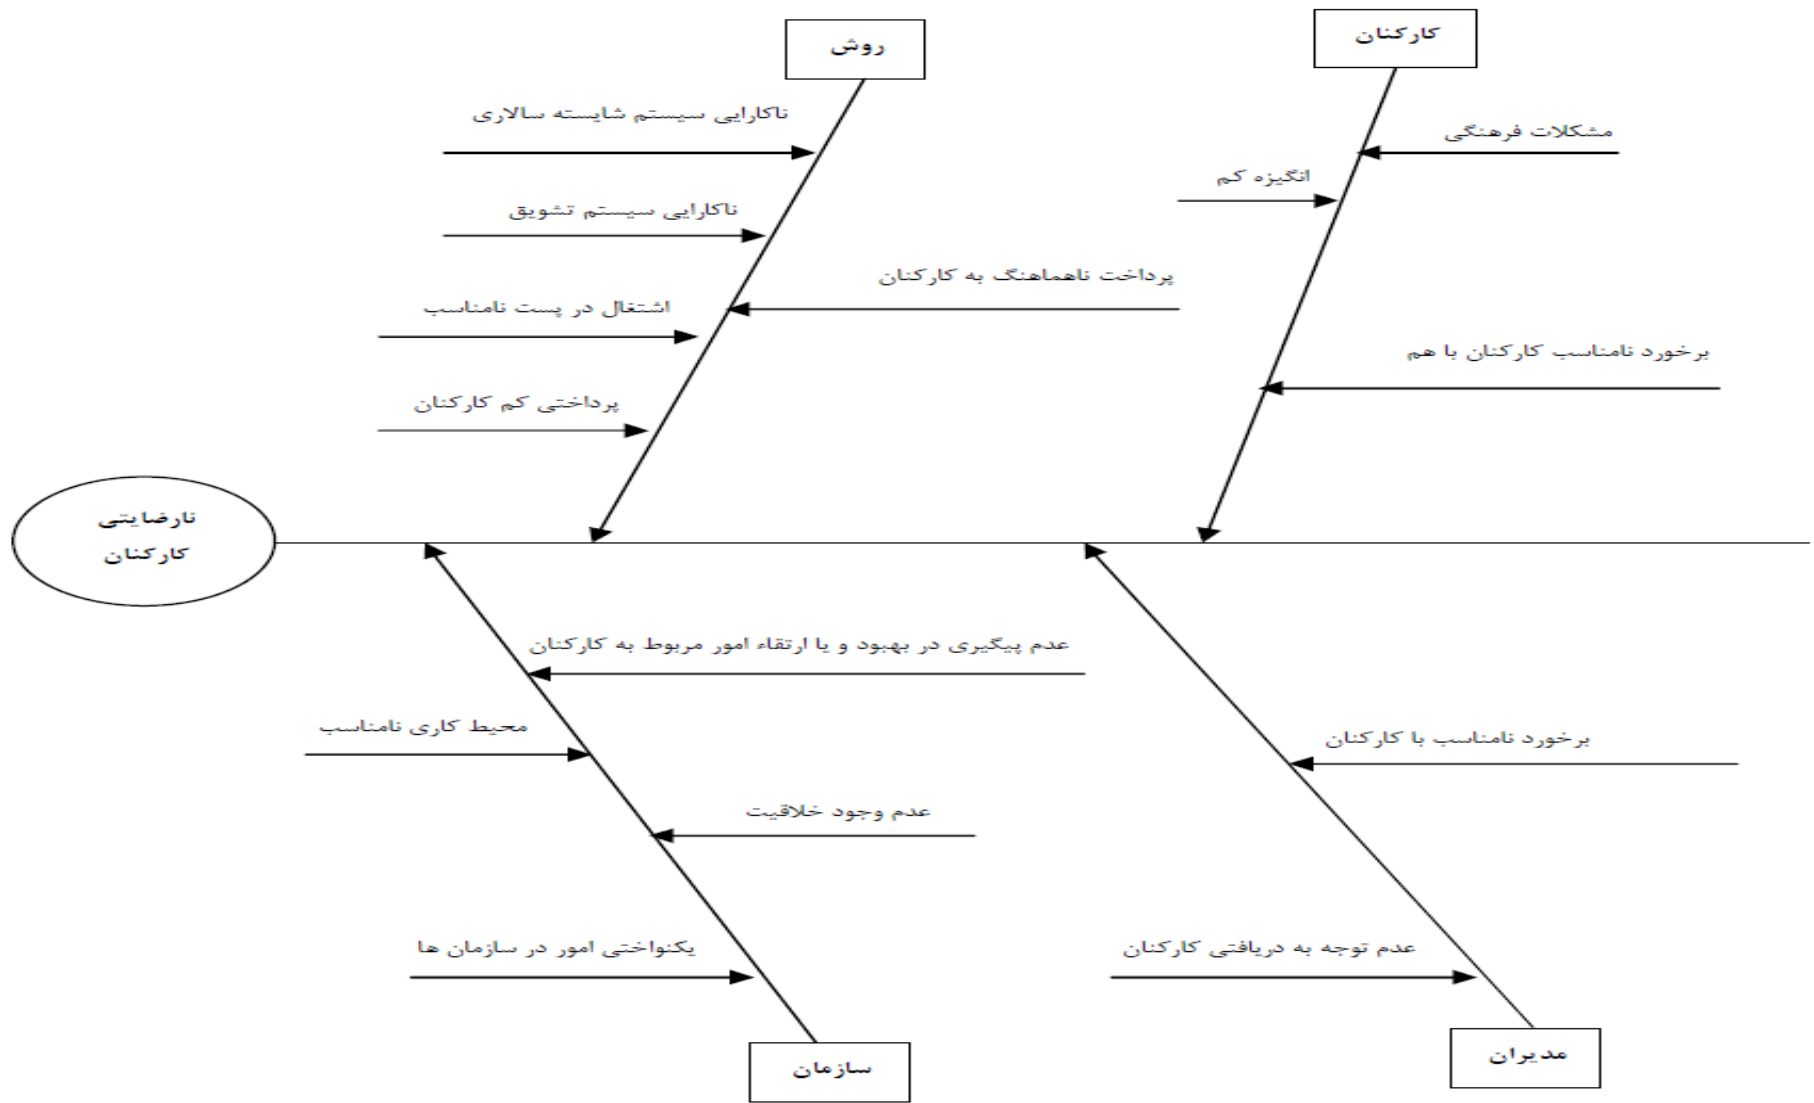 کارکنان
روش
ناکارایی سیستم شایسته سالاری
مشکلات فرهنگی
انگیزه کم
ناکارایی سیستم تشویق
پرداخت ناهماهنگ به کارکنان
اشتغال در پست نامناسب
برخورد نامناسب کارکنان با هم
پرداختی کم کارکنان
نارضایتی
کارکنان
عدم پیگیری در بهبود و یا ارتقاء امور مربوط به کارکنان
محیط کاری نامناسب
برخورد نامناسب با کارکنان
عدم وجود خلاقیت
عدم توجه به دریافتی کارکنان
یکنواختی امور در سازمان ها
مدیران
سازمان